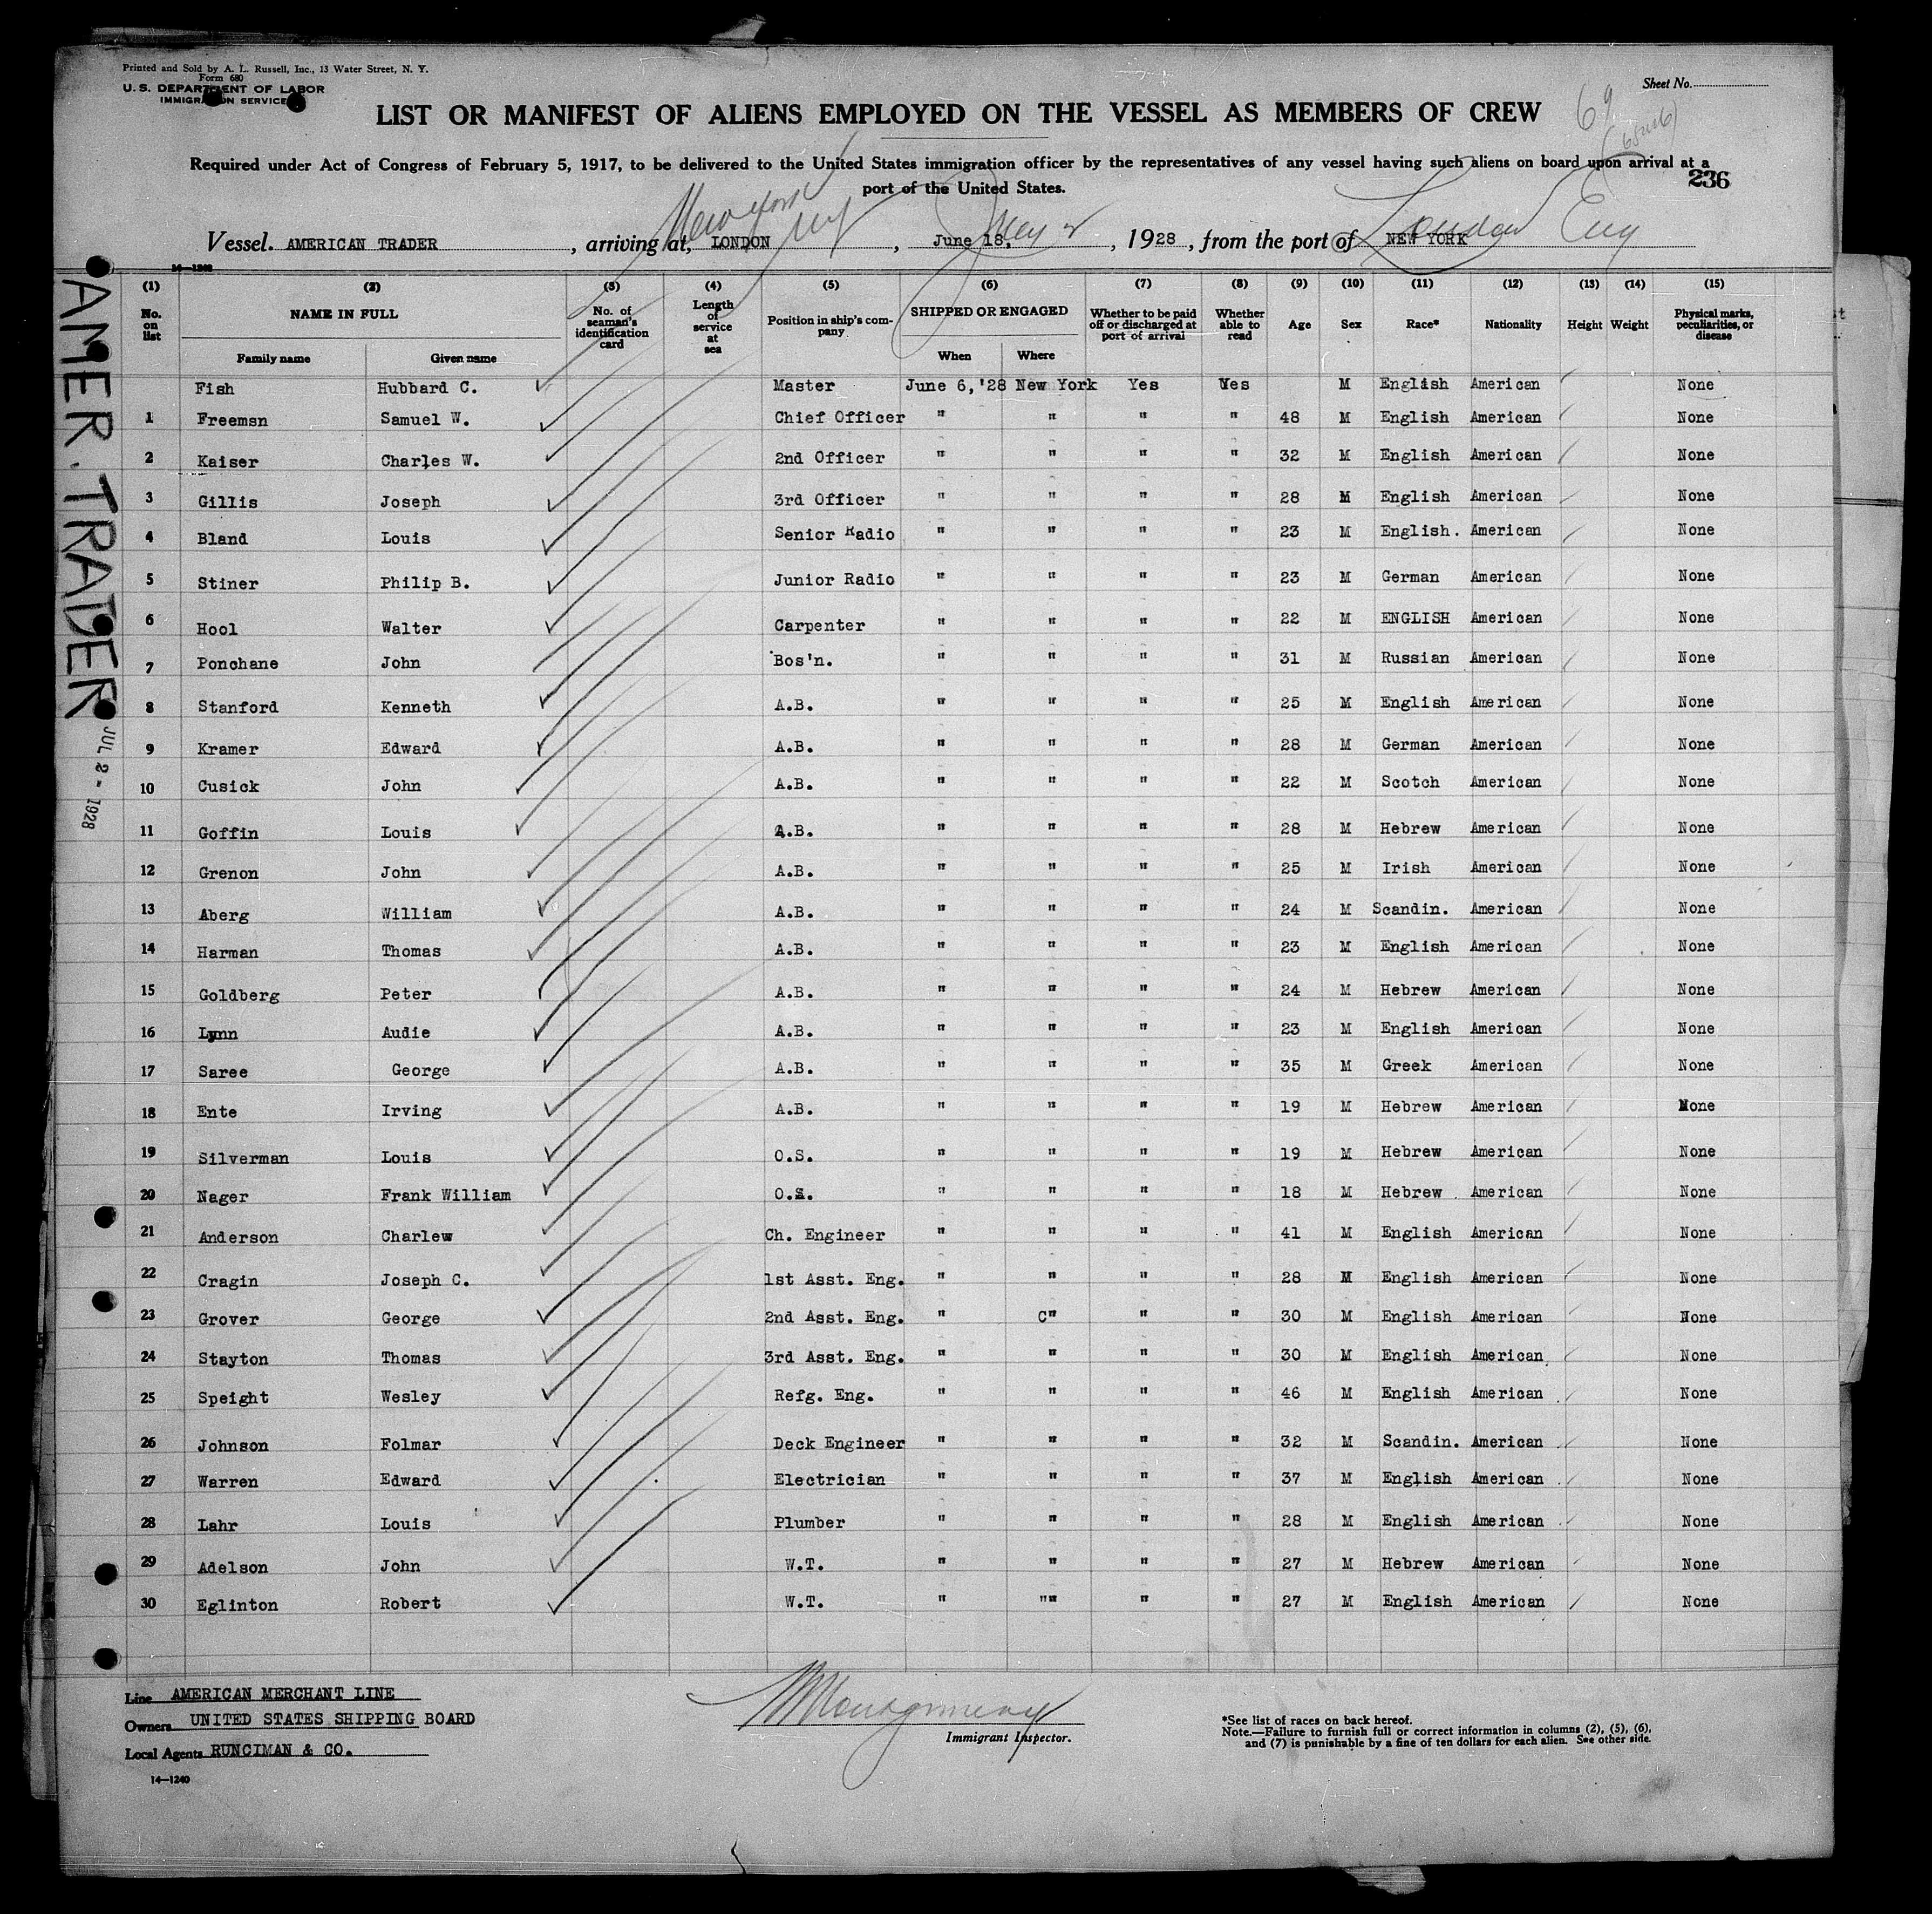 Printed and Sold by A. L. Russell, Inc., 13 Water Street, N. Y.
Form 680
U. S. DEPARTMENT OF LABOR
IMMIGRATION SERVICE
Sheet No.
LIST OR MANIFEST OF ALIENS EMPLOYED ON THE VESSEL AS MEMBERS OF CREW
69
Required under Act of Congress of February 5, 1917, to be delivered to the United States immigration officer by the representatives of any vessel having such aliens on board upon arrival at a
port of the United States.
236
New York NY July 2 London Eng
Vessel. AMERICAN TRADER, arriving at, LONDON, June 18, 1928, from the port of NEW YORK
14—1240
(1) (2) (3) (4) (5) (6) (7) (8) (9) (10) (11) (12) (13) (14) (15)
No. on list NAME IN FULL Family name Given name No. of seaman's identification card Length of service at sea Position in ship's company SHIPPED OR ENGAGED When Where Whether to be paid off or discharged at port of arrival Whether able to read Age Sex Race* Nationality Height Weight Physical marks, peculiarities, or disease
Fish Hubbard C. Master June 6,'28 New York Yes Yes M English American None
1 Freemsn Samuel W. Chief Officer " " " " 48 M English American None
2 Kaiser Charles W. 2nd Officer " " " " 32 M English American None
3 Gillis Joseph 3rd Officer " " " " 28 M English American None
4 Bland Louis Senior Radio " " " " 23 M English. American None
5 Stiner Philip B. Junior Radio " " " " 23 M German American None
6 Hool Walter Carpenter " " " " 22 M ENGLISH American None
7 Ponchane John Bos'n. " " " " 31 M Russian American None
8 Stanford Kenneth A.B. " " " " 25 M English American None
9 Kramer Edward A.B. " " " " 28 M German American None
10 Cusick John A.B. " " " " 22 M Scotch American None
11 Goffin Louis A.B. " " " " 28 M Hebrew American None
12 Grenon John A.B. " " " " 25 M Irish American None
13 Aberg William A.B. " " " " 24 M Scandin. American None
14 Harman Thomas A.B. " " " " 23 M English American None
15 Goldberg Peter A.B. " " " " 24 M Hebrew American None
16 Lynn Audie A.B. " " " " 23 M English American None
17 Saree George A.B. " " " " 35 M Greek American None
18 Ente Irving A.B. " " " " 19 M Hebrew American None
19 Silverman Louis O.S. " " " " 19 M Hebrew American None
20 Nager Frank William O.S. " " " " 18 M Hebrew American None
21 Anderson Charlew Ch. Engineer " " " " 41 M English American None
22 Cragin Joseph C. 1st Asst. Eng. " " " " 28 M English American None
23 Grover George 2nd Asst. Eng. " C" " " 30 M English American None
24 Stayton Thomas 3rd Asst. Eng. " " " " 30 M English American None
25 Speight Wesley Refg. Eng. " " " " 46 M English American None
26 Johnson Folmar Deck Engineer " " " " 32 M Scandin. American None
27 Warren Edward Electrician " " " " 37 M English American None
28 Lahr Louis Plumber " " " " 28 M English American None
29 Adelson John W.T. " " " " 27 M Hebrew American None
30 Eglinton Robert W.T. " "" " " 27 M English American None
AMER. TRADER
JUL 2 - 1928
Line AMERICAN MERCHANT LINE
Owners UNITED STATES SHIPPING BOARD
Local Agents RUNCIMAN & CO.
14—1240
Montgomery
Immigrant Inspector.
*See list of races on back hereof.
Note.—Failure to furnish full or correct information in columns (2), (5), (6),
and (7) is punishable by a fine of ten dollars for each alien. See other side.